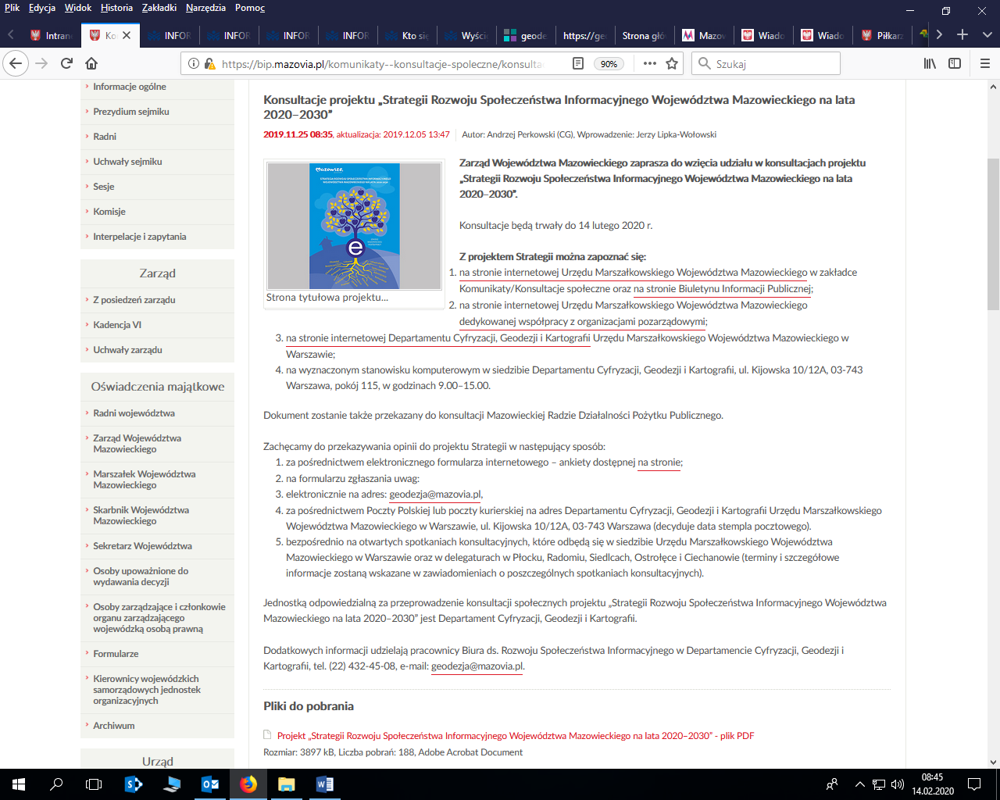 Plik Edycja Widok Historia Zakładki Narzędzia Pomoc
Intran Kon INFOR INFOR INFOR INFOR Kto się Wyści geode https://geo Strona głó Mazow Wiado Wiado Piłkarz
https://bip.mazovia.pl/komunikaty--konsultacje-spoleczne/konsultac 90% Szukaj
Informacje ogólne
Prezydium sejmiku
Radni
Uchwały sejmiku
Sesje
Komisje
Interpelacje i zapytania
Zarząd
Z posiedzeń zarządu
Kadencja VI
Uchwały zarządu
Oświadczenia majątkowe
Radni województwa
Zarząd Województwa
Mazowieckiego
Marszałek Województwa
Mazowieckiego
Skarbnik Województwa
Mazowieckiego
Sekretarz Województwa
Osoby upoważnione do
wydawania decyzji
Osoby zarządzające i członkowie
organu zarządzającego
wojewódzką osobą prawną
Formularze
Kierownicy wojewódzkich
samorządowych jednostek
organizacyjnych
Archiwum
Urząd
Konsultacje projektu „Strategii Rozwoju Społeczeństwa Informacyjnego Województwa Mazowieckiego na lata
2020–2030”
2019.11.25 08:35, aktualizacja: 2019.12.05 13:47 Autor: Andrzej Perkowski (CG), Wprowadzenie: Jerzy Lipka-Wołowski
Mazowsze.
STRATEGIA ROZWOJU SPOŁECZEŃSTWA INFORMACYJNEGO
WOJEWÓDZTWA MAZOWIECKIEGO NA LATA 2020-2030
e
Strona tytułowa projektu...
Zarząd Województwa Mazowieckiego zaprasza do wzięcia udziału w konsultacjach projektu
„Strategii Rozwoju Społeczeństwa Informacyjnego Województwa Mazowieckiego na lata
2020–2030”.
Konsultacje będą trwały do 14 lutego 2020 r.
Z projektem Strategii można zapoznać się:
1. na stronie internetowej Urzędu Marszałkowskiego Województwa Mazowieckiego w zakładce
Komunikaty/Konsultacje społeczne oraz na stronie Biuletynu Informacji Publicznej;
2. na stronie internetowej Urzędu Marszałkowskiego Województwa Mazowieckiego
dedykowanej współpracy z organizacjami pozarządowymi;
3. na stronie internetowej Departamentu Cyfryzacji, Geodezji i Kartografii Urzędu Marszałkowskiego Województwa Mazowieckiego w
Warszawie;
4. na wyznaczonym stanowisku komputerowym w siedzibie Departamentu Cyfryzacji, Geodezji i Kartografii, ul. Kijowska 10/12A, 03-743
Warszawa, pokój 115, w godzinach 9.00–15.00.
Dokument zostanie także przekazany do konsultacji Mazowieckiej Radzie Działalności Pożytku Publicznego.
Zachęcamy do przekazywania opinii do projektu Strategii w następujący sposób:
1. za pośrednictwem elektronicznego formularza internetowego – ankiety dostępnej na stronie;
2. na formularzu zgłaszania uwag:
3. elektronicznie na adres: geodezja@mazovia.pl,
4. za pośrednictwem Poczty Polskiej lub poczty kurierskiej na adres Departamentu Cyfryzacji, Geodezji i Kartografii Urzędu Marszałkowskiego
Województwa Mazowieckiego w Warszawie, ul. Kijowska 10/12A, 03-743 Warszawa (decyduje data stempla pocztowego).
5. bezpośrednio na otwartych spotkaniach konsultacyjnych, które odbędą się w siedzibie Urzędu Marszałkowskiego Województwa
Mazowieckiego w Warszawie oraz w delegaturach w Płocku, Radomiu, Siedlcach, Ostrołęce i Ciechanowie (terminy i szczegółowe
informacje zostaną wskazane w zawiadomieniach o poszczególnych spotkaniach konsultacyjnych).
Jednostką odpowiedzialną za przeprowadzenie konsultacji społecznych projektu „Strategii Rozwoju Społeczeństwa Informacyjnego Województwa
Mazowieckiego na lata 2020–2030” jest Departament Cyfryzacji, Geodezji i Kartografii.
Dodatkowych informacji udzielają pracownicy Biura ds. Rozwoju Społeczeństwa Informacyjnego w Departamencie Cyfryzacji, Geodezji i
Kartografii, tel. (22) 432-45-08, e-mail: geodezja@mazovia.pl.
Pliki do pobrania
Projekt „Strategii Rozwoju Społeczeństwa Informacyjnego Województwa Mazowieckiego na lata 2020–2030” - plik PDF
Rozmiar: 3897 kB, Liczba pobrań: 188, Adobe Acrobat Document
08:45
14.02.2020